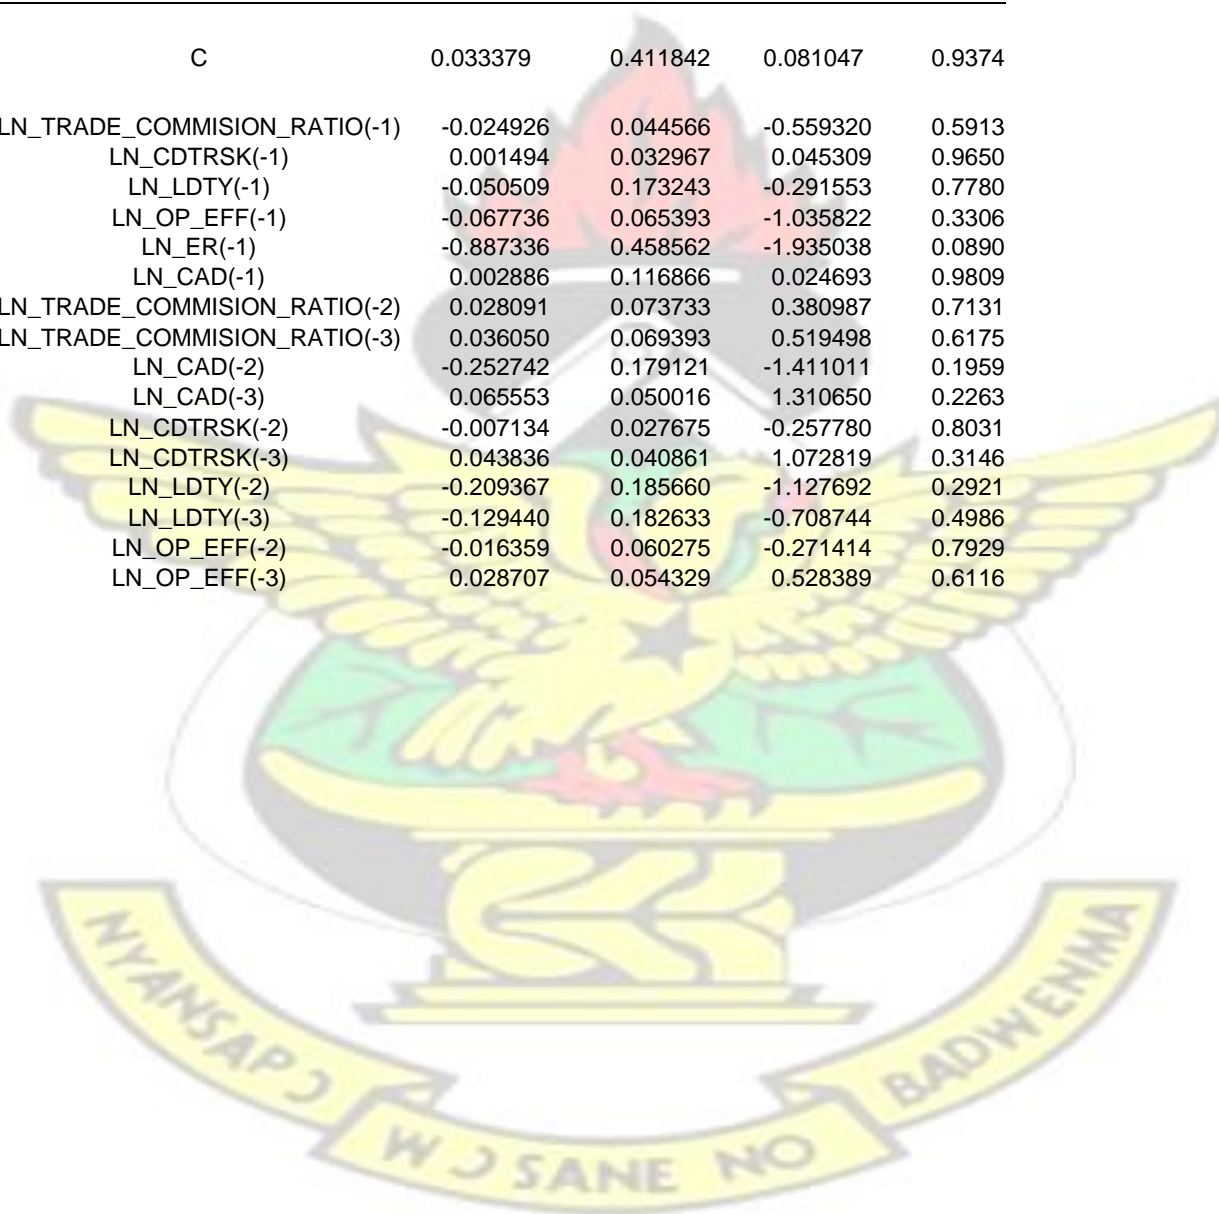 C 0.033379 0.411842 0.081047 0.9374
LN_TRADE_COMMISION_RATIO(-1) -0.024926 0.044566 -0.559320 0.5913
LN_CDTRSK(-1) 0.001494 0.032967 0.045309 0.9650
LN_LDTY(-1) -0.050509 0.173243 -0.291553 0.7780
LN_OP_EFF(-1) -0.067736 0.065393 -1.035822 0.3306
LN_ER(-1) -0.887336 0.458562 -1.935038 0.0890
LN_CAD(-1) 0.002886 0.116866 0.024693 0.9809
LN_TRADE_COMMISION_RATIO(-2) 0.028091 0.073733 0.380987 0.7131
LN_TRADE_COMMISION_RATIO(-3) 0.036050 0.069393 0.519498 0.6175
LN_CAD(-2) -0.252742 0.179121 -1.411011 0.1959
LN_CAD(-3) 0.065553 0.050016 1.310650 0.2263
LN_CDTRSK(-2) -0.007134 0.027675 -0.257780 0.8031
LN_CDTRSK(-3) 0.043836 0.040861 1.072819 0.3146
LN_LDTY(-2) -0.209367 0.185660 -1.127692 0.2921
LN_LDTY(-3) -0.129440 0.182633 -0.708744 0.4986
LN_OP_EFF(-2) -0.016359 0.060275 -0.271414 0.7929
LN_OP_EFF(-3) 0.028707 0.054329 0.528389 0.6116
NYANSAPƆ WƆ SANE NO BADWENMA